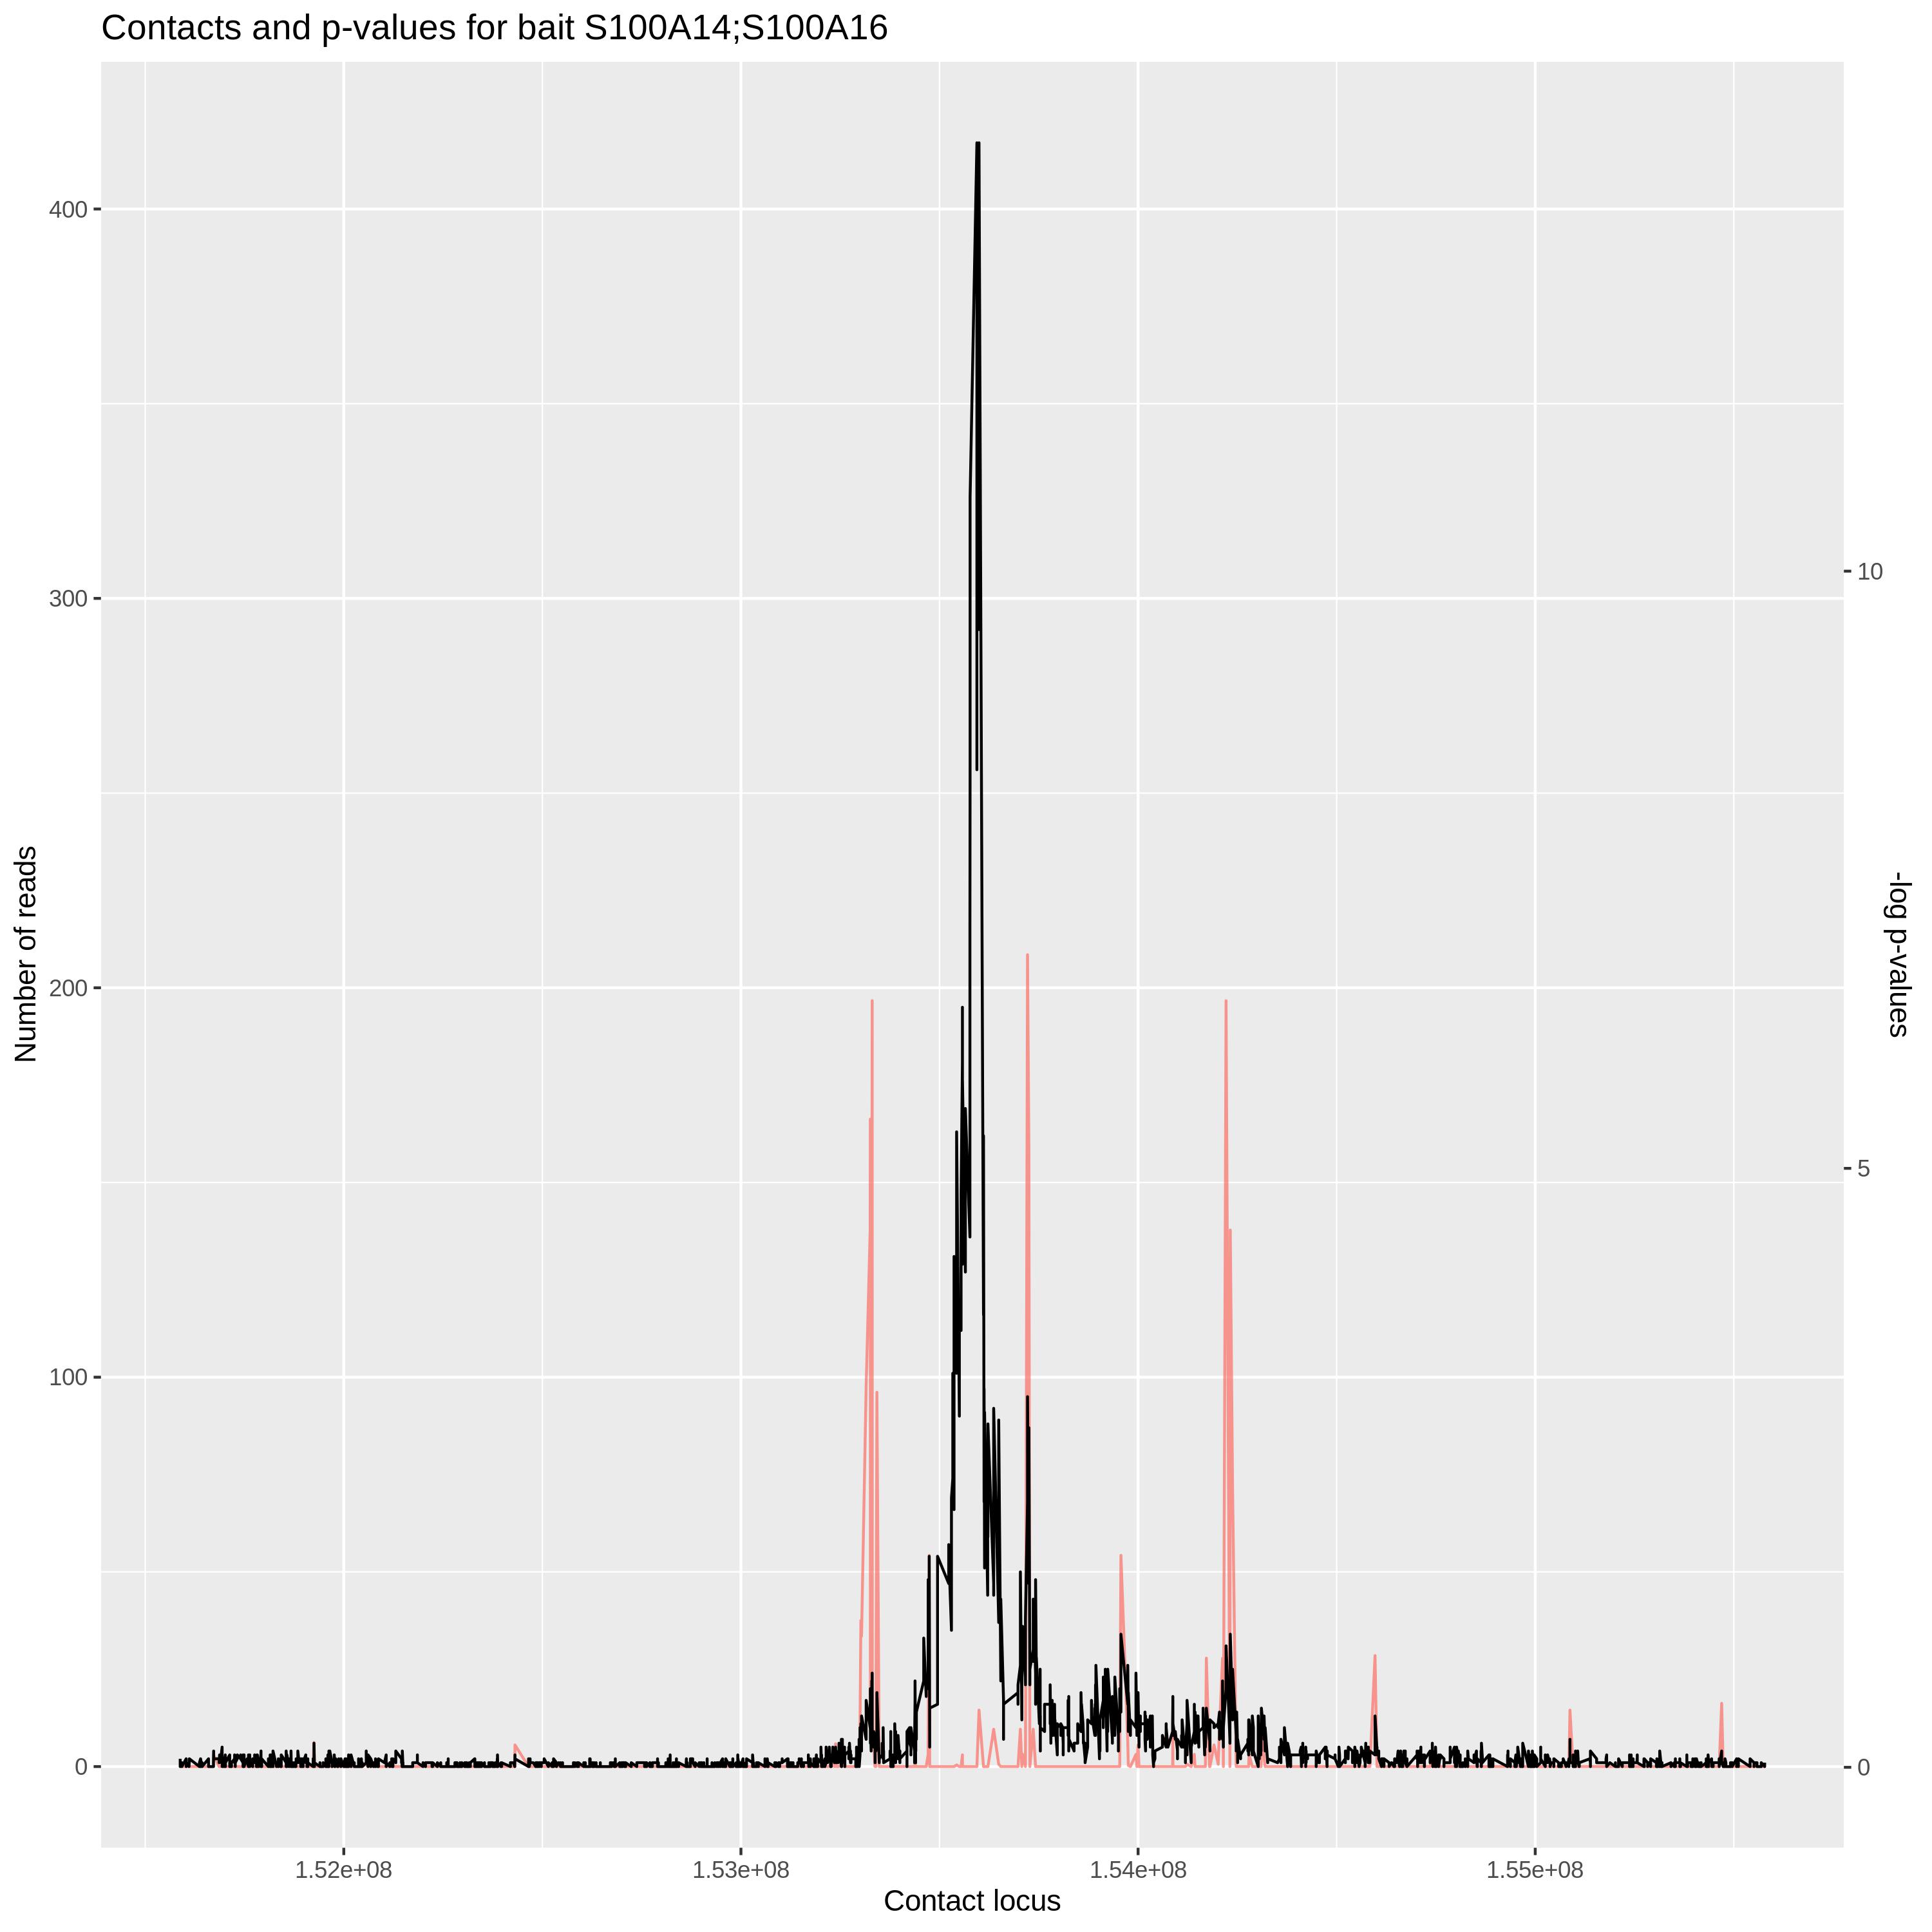 Contacts and p-values for bait S100A14;S100A16
400
300
200
100
0
Number of reads
10
5
0
-log p-values
1.52e+08
1.53e+08
1.54e+08
1.55e+08
Contact locus